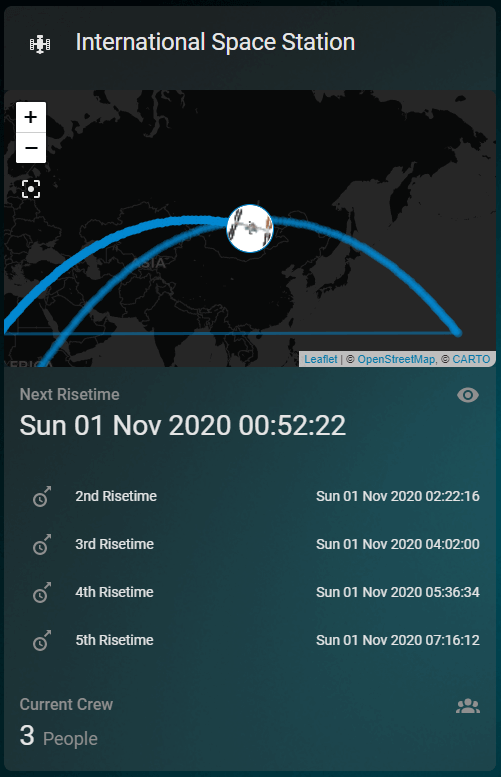 International Space Station
+
−
ASIA
AFRICA
Leaflet | © OpenStreetMap, © CARTO
Next Risetime
Sun 01 Nov 2020 00:52:22
2nd Risetime Sun 01 Nov 2020 02:22:16
3rd Risetime Sun 01 Nov 2020 04:02:00
4th Risetime Sun 01 Nov 2020 05:36:34
5th Risetime Sun 01 Nov 2020 07:16:12
Current Crew
3 People